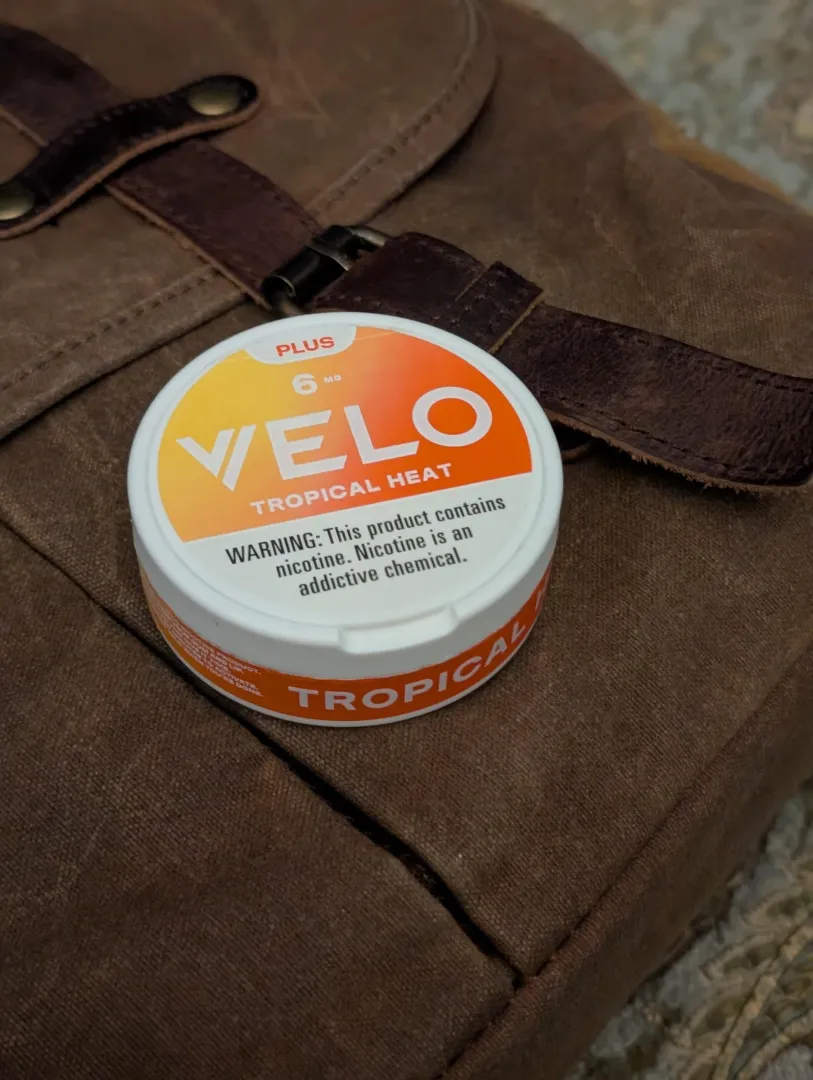 PLUS
6 MG
VELO
TROPICAL HEAT
WARNING: This product contains
nicotine. Nicotine is an
addictive chemical.
TROPICAL